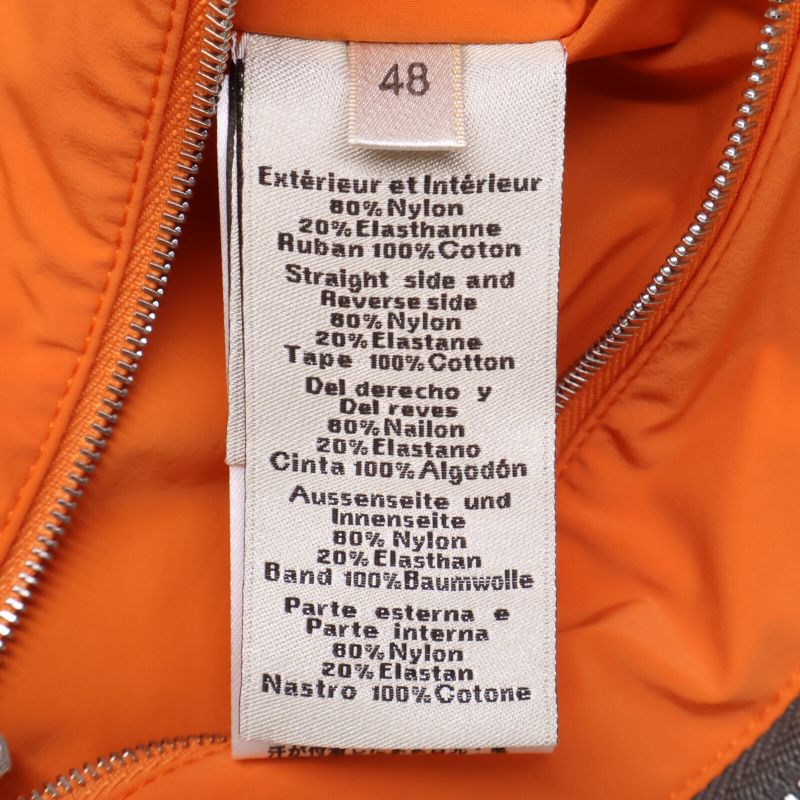 48
Extérieur et Intérieur
80% Nylon
20% Elasthanne
Ruban 100% Coton
Straight side and
Reverse side
80% Nylon
20% Elastane
Tape 100% Cotton
Del derecho y
Del reves
80% Nailon
20% Elastano
Cinta 100% Algodón
Aussenseite und
Innenseite
80% Nylon
20% Elasthan
Band 100% Baumwolle
Parte esterna e
Parte interna
80% Nylon
20% Elastan
Nastro 100% Cotone